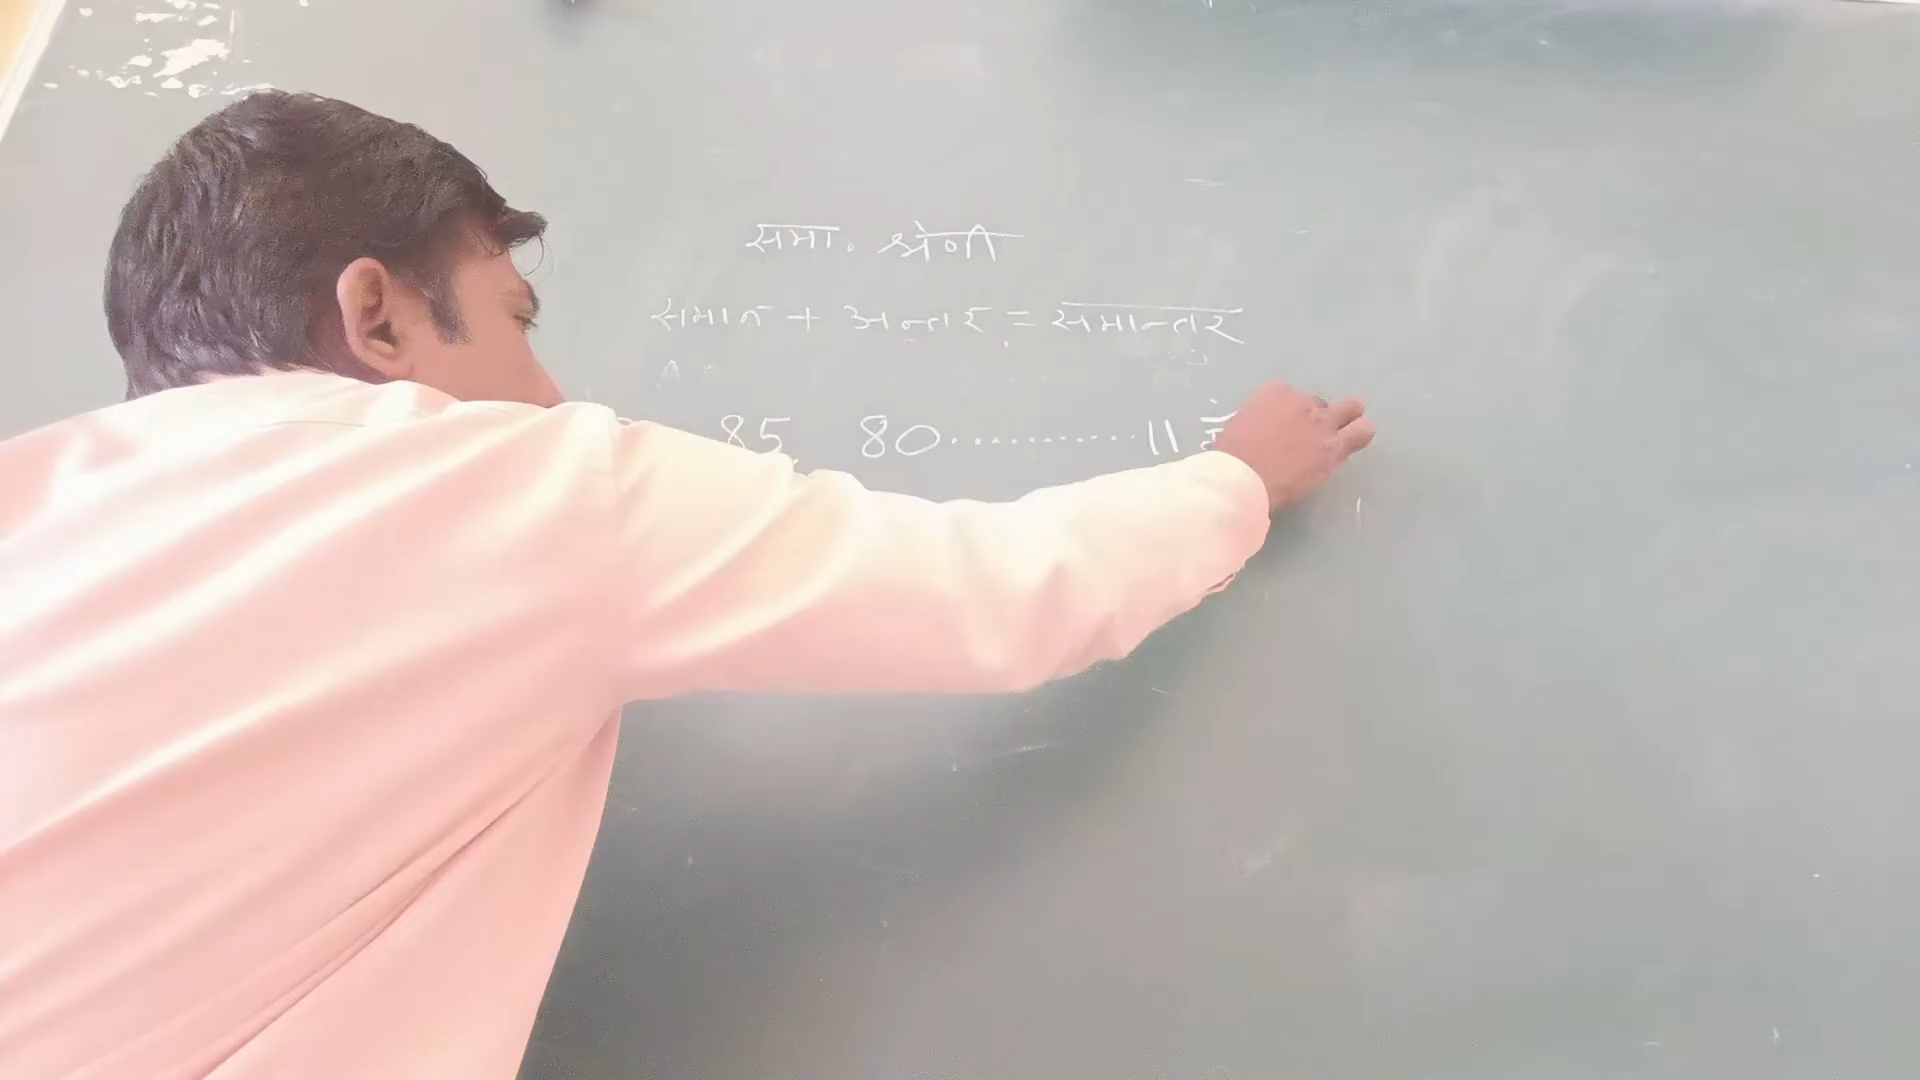 समा. श्रेणी
समान + अन्तर = समान्तर
85, 80............11